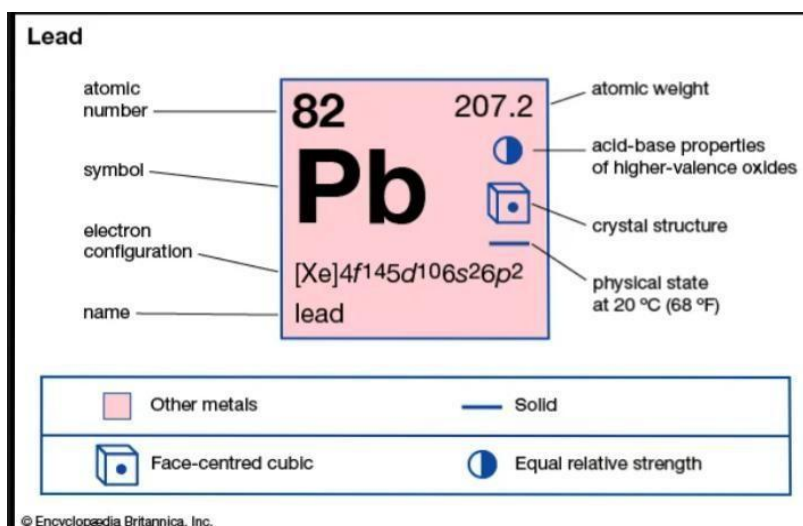 Lead
atomic
number
symbol
electron
configuration
name
82
207.2
Pb
[Xe]4f145d106s26p2
lead
atomic weight
acid-base properties
of higher-valence oxides
crystal structure
physical state
at 20 ºC (68 ºF)
Other metals
Solid
Face-centred cubic
Equal relative strength
© Encyclopædia Britannica, Inc.